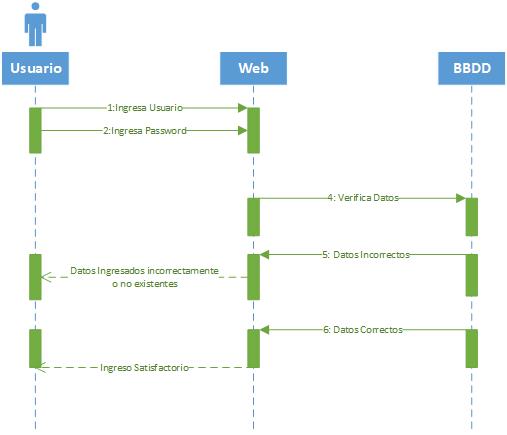 Usuario
Web
BBDD
1:Ingresa Usuario
2:Ingresa Password
4: Verifica Datos
5: Datos Incorrectos
Datos Ingresados incorrectamente
o no existentes
6: Datos Correctos
Ingreso Satisfactorio